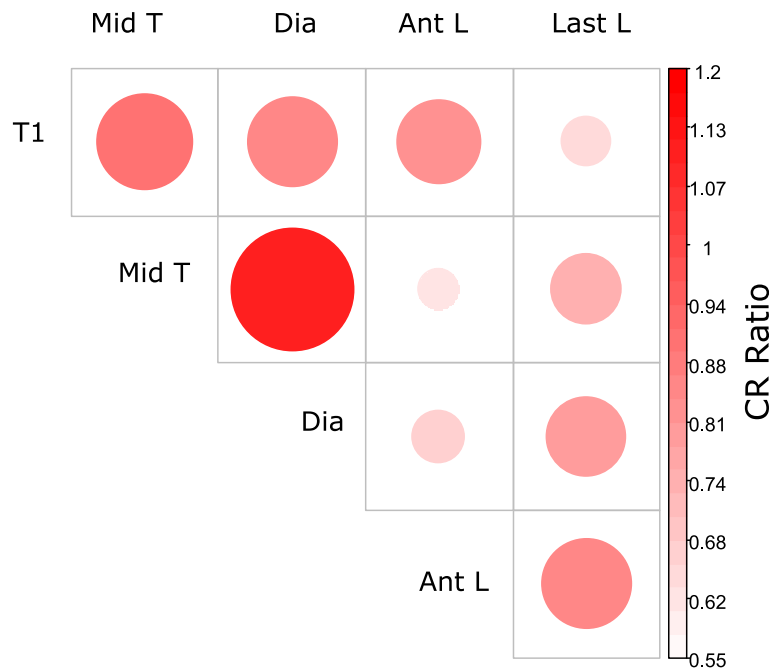 Mid T Dia Ant L Last L
T1
Mid T
Dia
Ant L
1.2
1.13
1.07
1
0.94
0.88
0.81
0.74
0.68
0.62
0.55
CR Ratio